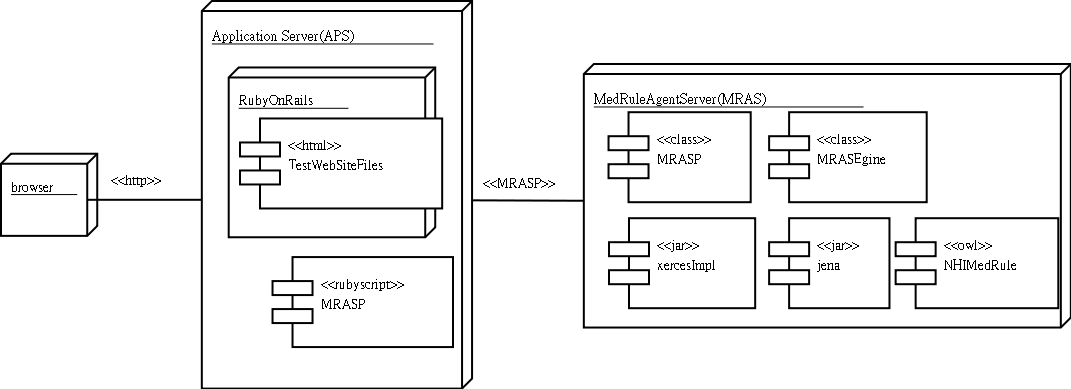 Application Server(APS)
RubyOnRails
<<html>>
TestWebSiteFiles
browser
<<http>>
<<rubyscript>>
MRASP
<<MRASP>>
MedRuleAgentServer(MRAS)
<<class>>
MRASP
<<class>>
MRASEgine
<<jar>>
xercesImpl
<<jar>>
jena
<<owl>>
NHIMedRule